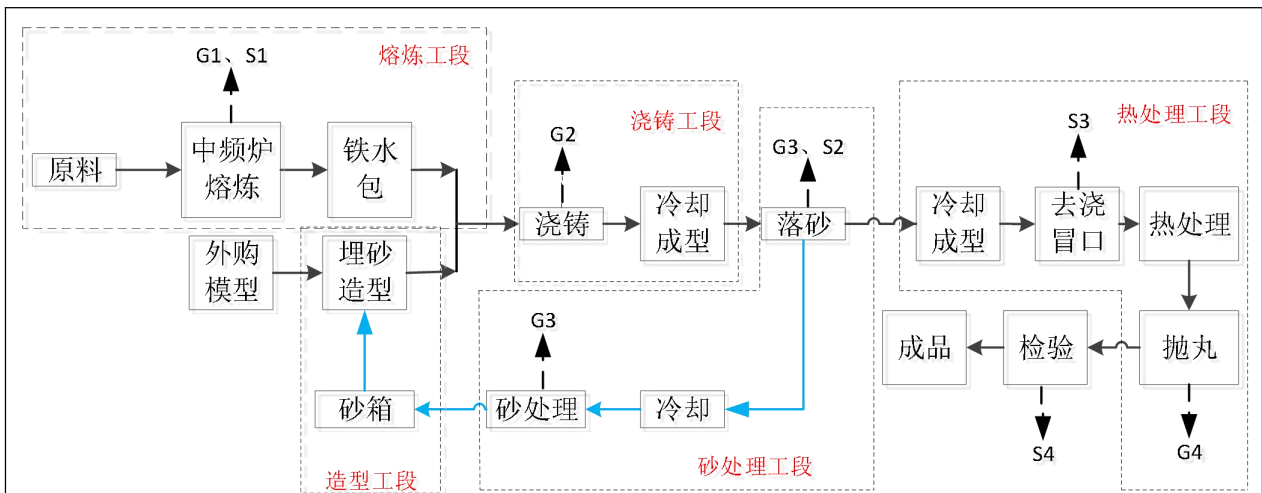 熔炼工段
G1、S1
原料
中频炉
熔炼
铁水
包
外购
模型
埋砂
造型
砂箱
造型工段
浇铸工段
G2
浇铸
冷却
成型
G3、S2
落砂
G3
砂处理
冷却
砂处理工段
热处理工段
S3
冷却
成型
去浇
冒口
热处理
抛丸
G4
检验
S4
成品